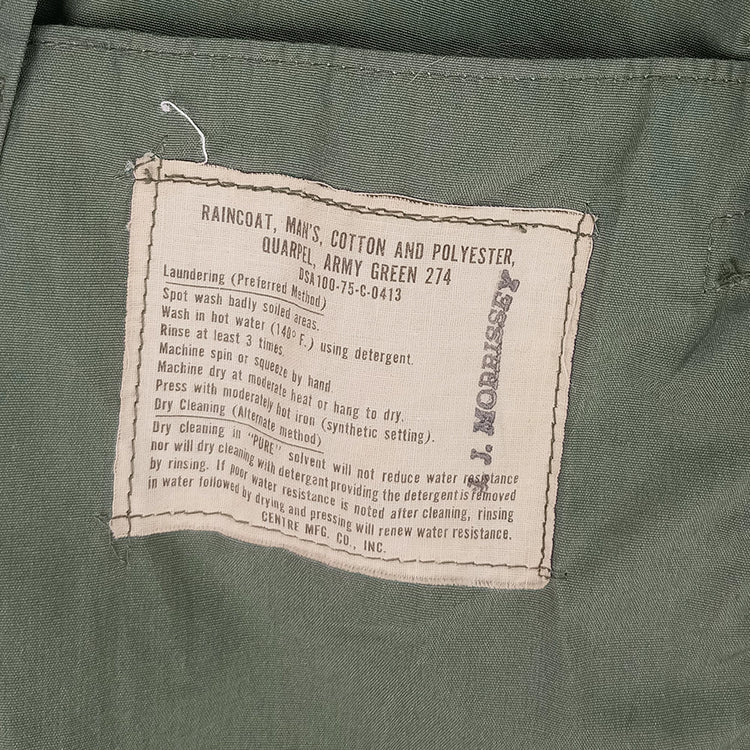 RAINCOAT, MAN'S, COTTON AND POLYESTER,
QUARPEL, ARMY GREEN 274
DSA100-75-C-0413
Laundering (Preferred Method)
Spot wash badly soiled areas.
Wash in hot water (140° F.) using detergent.
Rinse at least 3 times.
Machine spin or squeeze by hand.
Machine dry at moderate heat or hang to dry.
Press with moderately hot iron (synthetic setting).
Dry Cleaning (Alternate method)
Dry cleaning in "PURE" solvent will not reduce water resistance
nor will dry cleaning with detergent providing the detergent is removed
by rinsing. If poor water resistance is noted after cleaning, rinsing
in water followed by drying and pressing will renew water resistance.
CENTRE MFG. CO., INC.
J. MORRISSEY